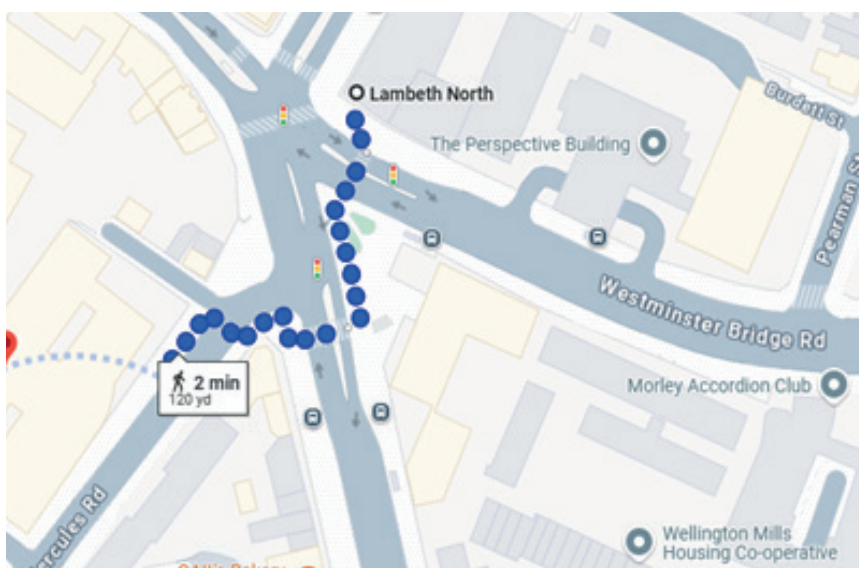 Lambeth North
Burdett St
The Perspective Building
Pearman St
Westminster Bridge Rd
2 min
120 yd
Morley Accordion Club
Hercules Rd
Wellington Mills
Housing Co-operative